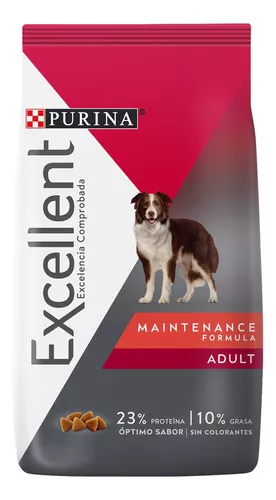 PURINA
Excellent
Excelencia Comprobada
MAINTENANCE
FORMULA
ADULT
23% PROTEÍNA | 10% GRASA
ÓPTIMO SABOR | SIN COLORANTES